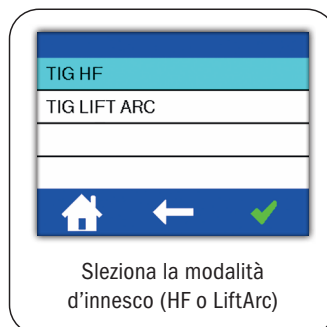 TIG HF
TIG LIFT ARC
Sleziona la modalità
d'innesco (HF o LiftArc)